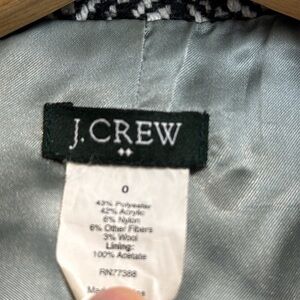 J.CREW
0
43% Polyester
42% Acrylic
6% Nylon
6% Other Fibers
3% Wool
Lining:
100% Acetate
RN77388